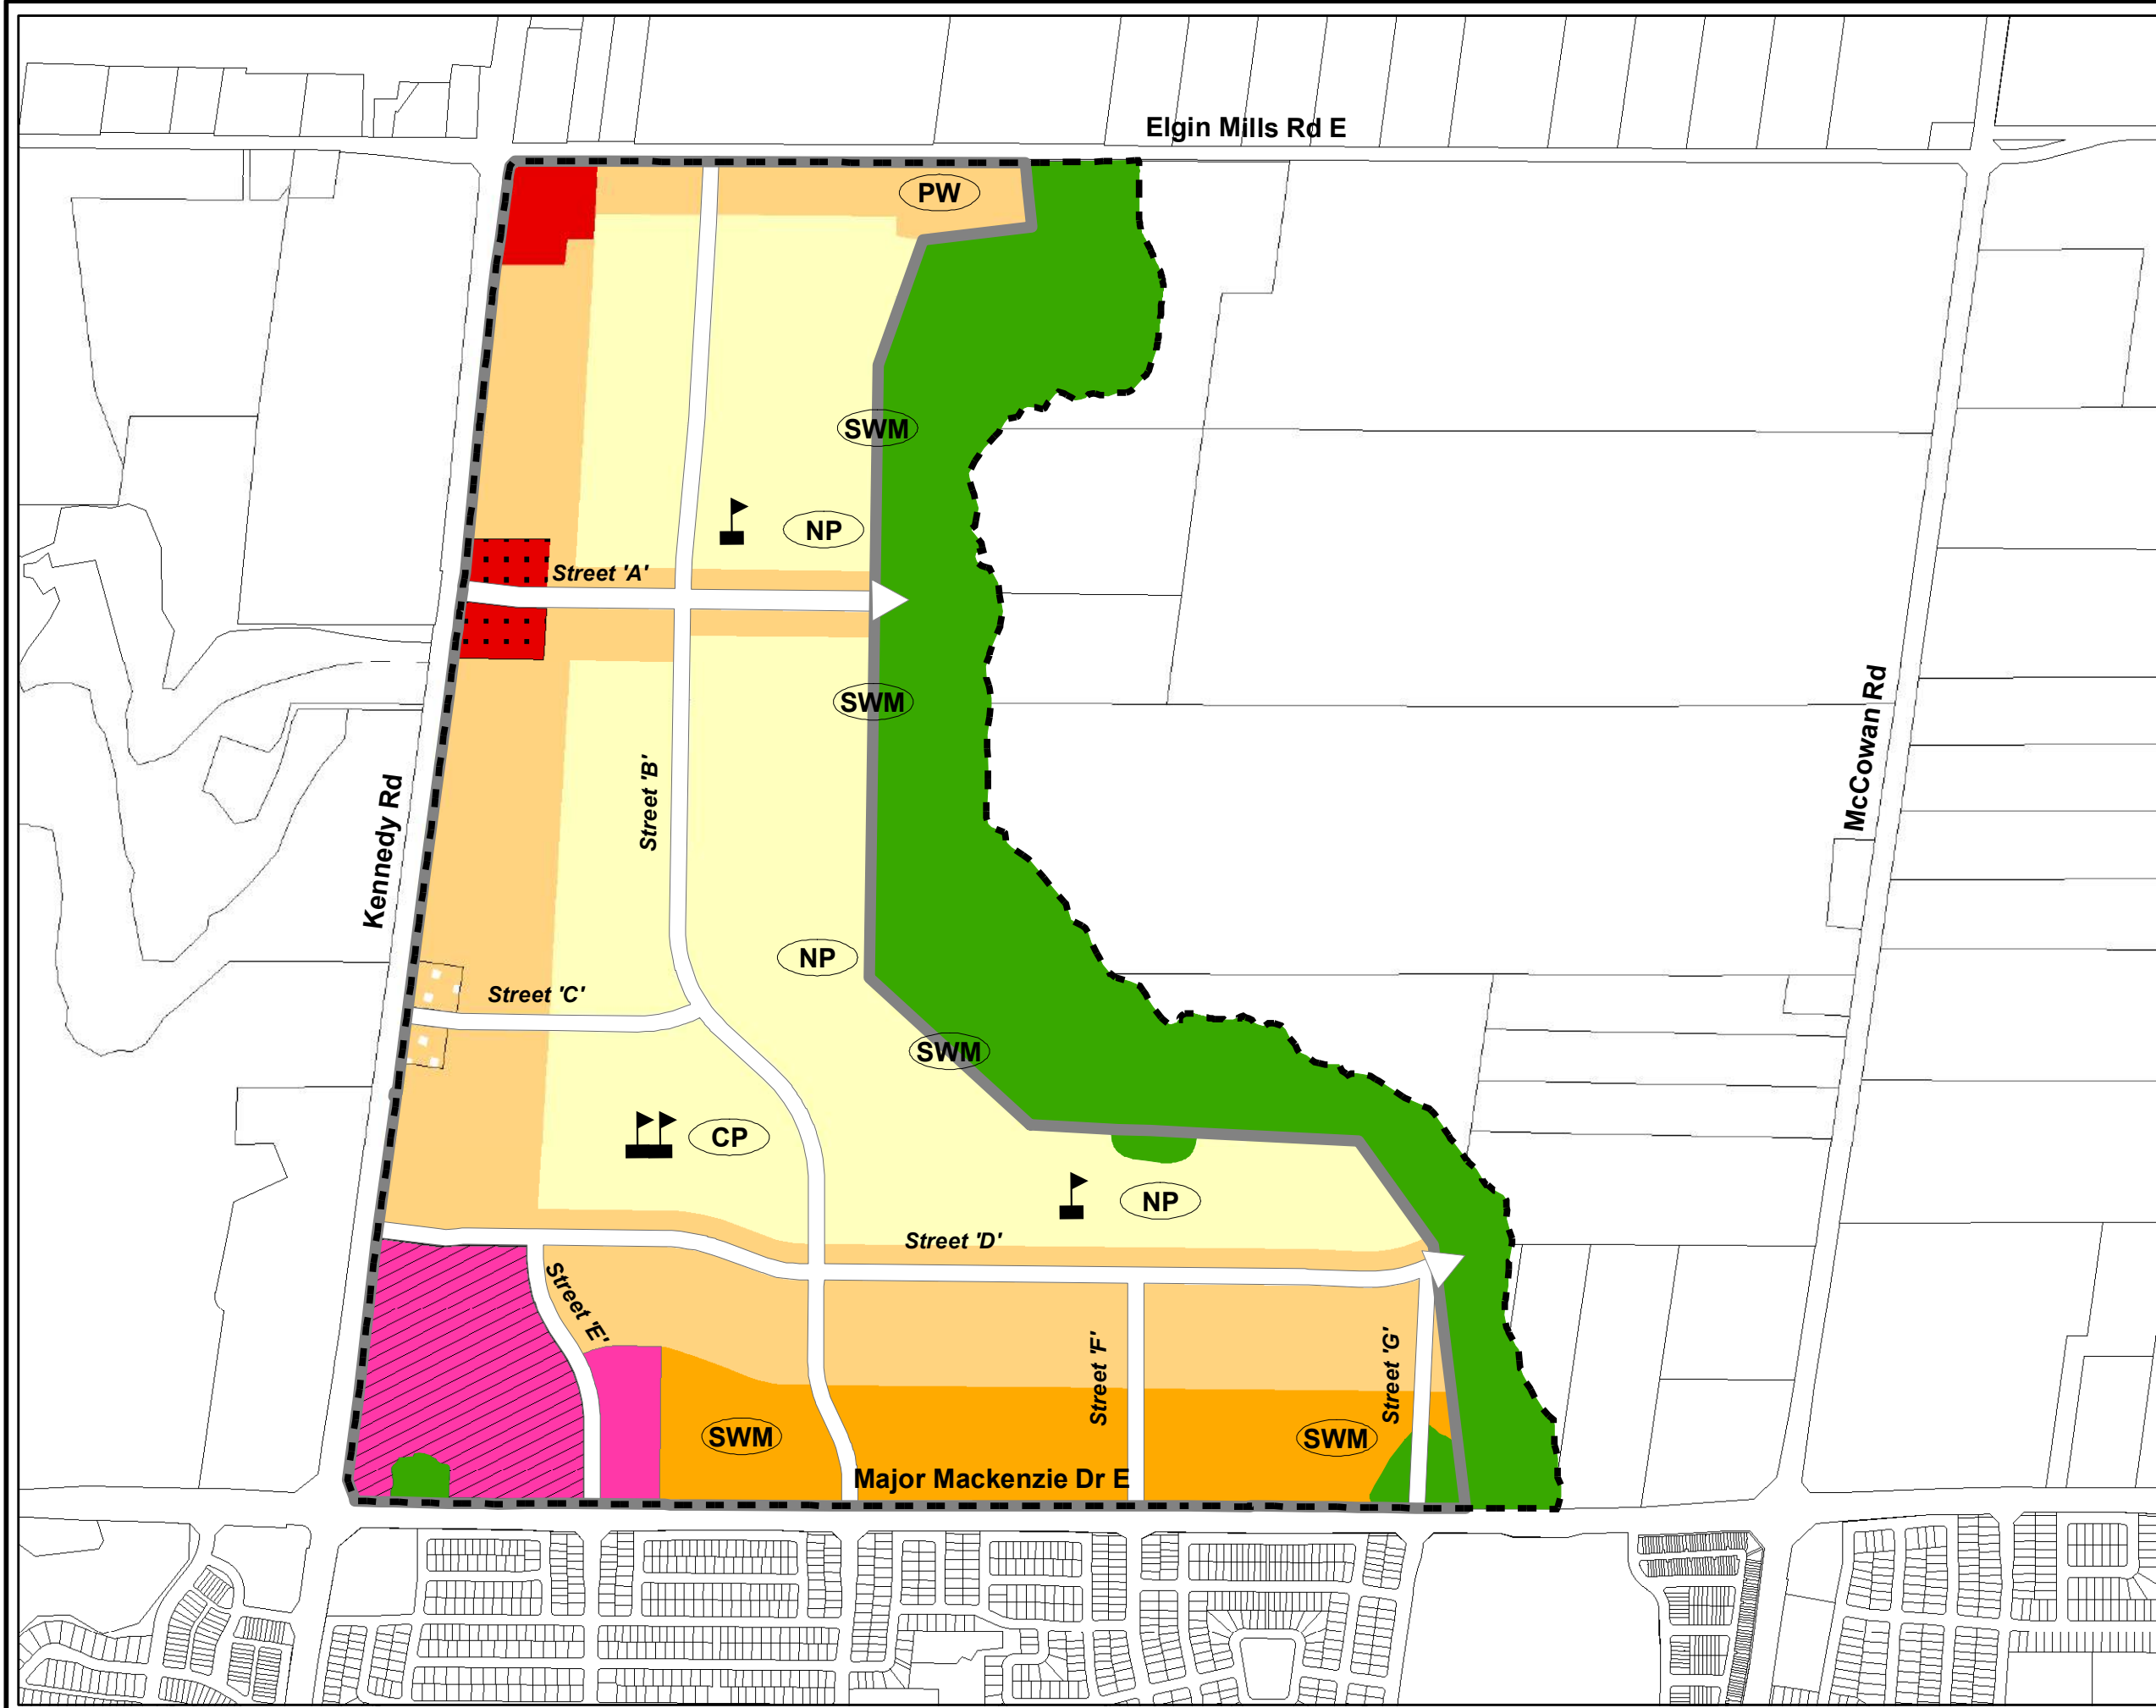 Elgin Mills Rd E
PW
SWM
NP
Street 'A'
SWM
McCowan Rd
Street 'B'
Kennedy Rd
NP
Street 'C'
SWM
CP
NP
Street 'D'
Street 'E'
Street 'F'
Street 'G'
SWM
SWM
Major Mackenzie Dr E